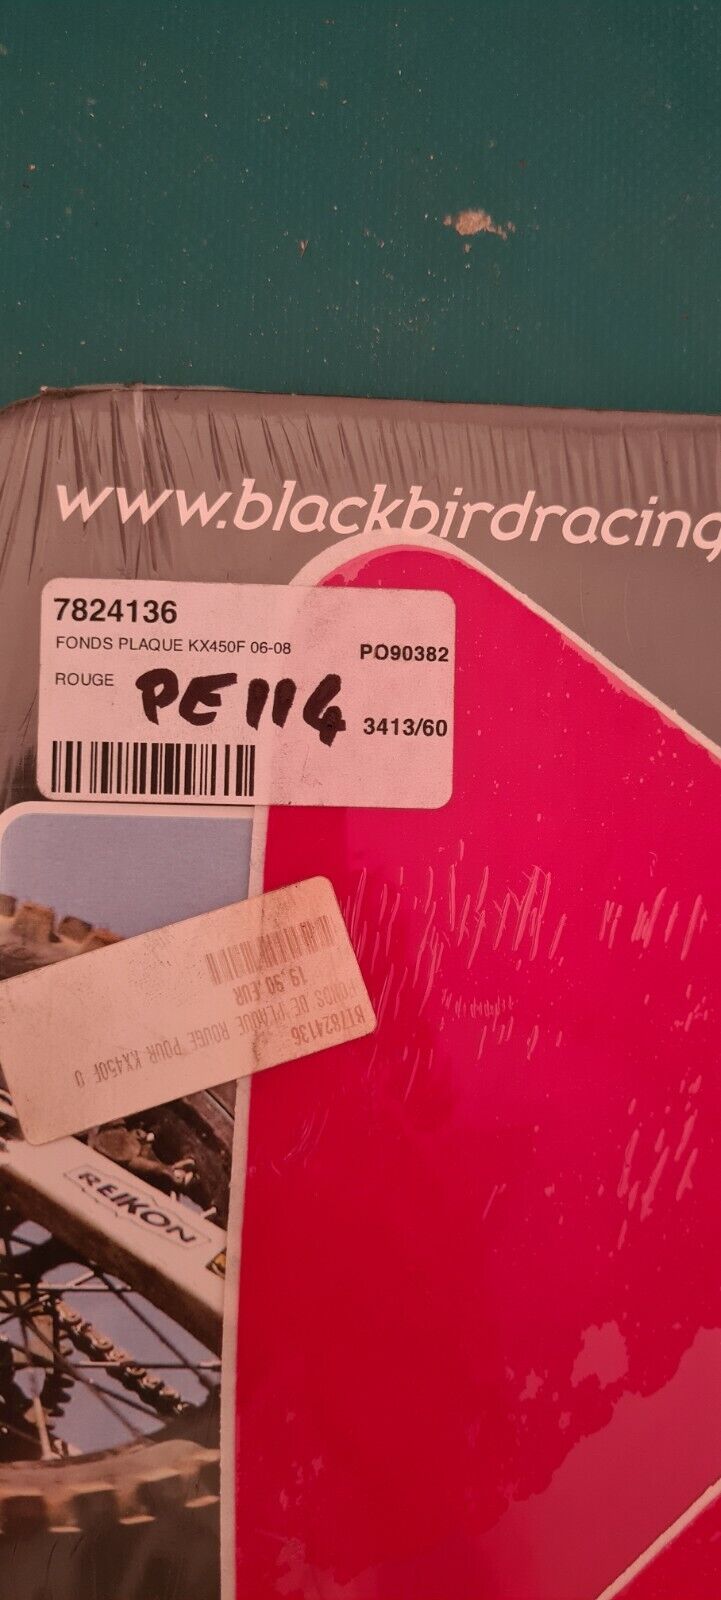 www.blackbirdracing
7824136
FONDS PLAQUE KX450F 06-08
PO90382
ROUGE
PE114
3413/60
BI7824136
FONDS DE PLAQUE ROUGE POUR KX450F 0
19,90 EUR
REIKON